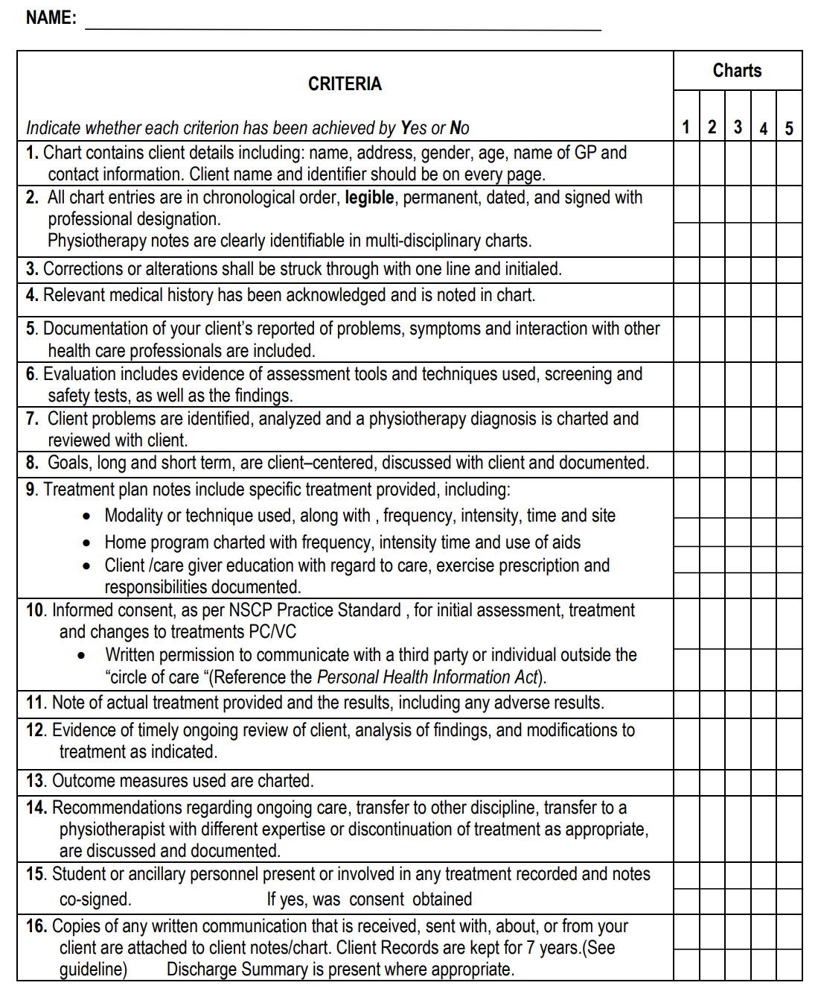 NAME:
CRITERIA
Charts
Indicate whether each criterion has been achieved by Yes or No
1 2 3 4 5
1. Chart contains client details including: name, address, gender, age, name of GP and
contact information. Client name and identifier should be on every page.
2. All chart entries are in chronological order, legible, permanent, dated, and signed with
professional designation.
Physiotherapy notes are clearly identifiable in multi-disciplinary charts.
3. Corrections or alterations shall be struck through with one line and initialed.
4. Relevant medical history has been acknowledged and is noted in chart.
5. Documentation of your client’s reported of problems, symptoms and interaction with other
health care professionals are included.
6. Evaluation includes evidence of assessment tools and techniques used, screening and
safety tests, as well as the findings.
7. Client problems are identified, analyzed and a physiotherapy diagnosis is charted and
reviewed with client.
8. Goals, long and short term, are client–centered, discussed with client and documented.
9. Treatment plan notes include specific treatment provided, including:
• Modality or technique used, along with , frequency, intensity, time and site
• Home program charted with frequency, intensity time and use of aids
• Client /care giver education with regard to care, exercise prescription and
responsibilities documented.
10. Informed consent, as per NSCP Practice Standard , for initial assessment, treatment
and changes to treatments PC/VC
• Written permission to communicate with a third party or individual outside the
“circle of care “(Reference the Personal Health Information Act).
11. Note of actual treatment provided and the results, including any adverse results.
12. Evidence of timely ongoing review of client, analysis of findings, and modifications to
treatment as indicated.
13. Outcome measures used are charted.
14. Recommendations regarding ongoing care, transfer to other discipline, transfer to a
physiotherapist with different expertise or discontinuation of treatment as appropriate,
are discussed and documented.
15. Student or ancillary personnel present or involved in any treatment recorded and notes
co-signed. If yes, was consent obtained
16. Copies of any written communication that is received, sent with, about, or from your
client are attached to client notes/chart. Client Records are kept for 7 years.(See
guideline) Discharge Summary is present where appropriate.